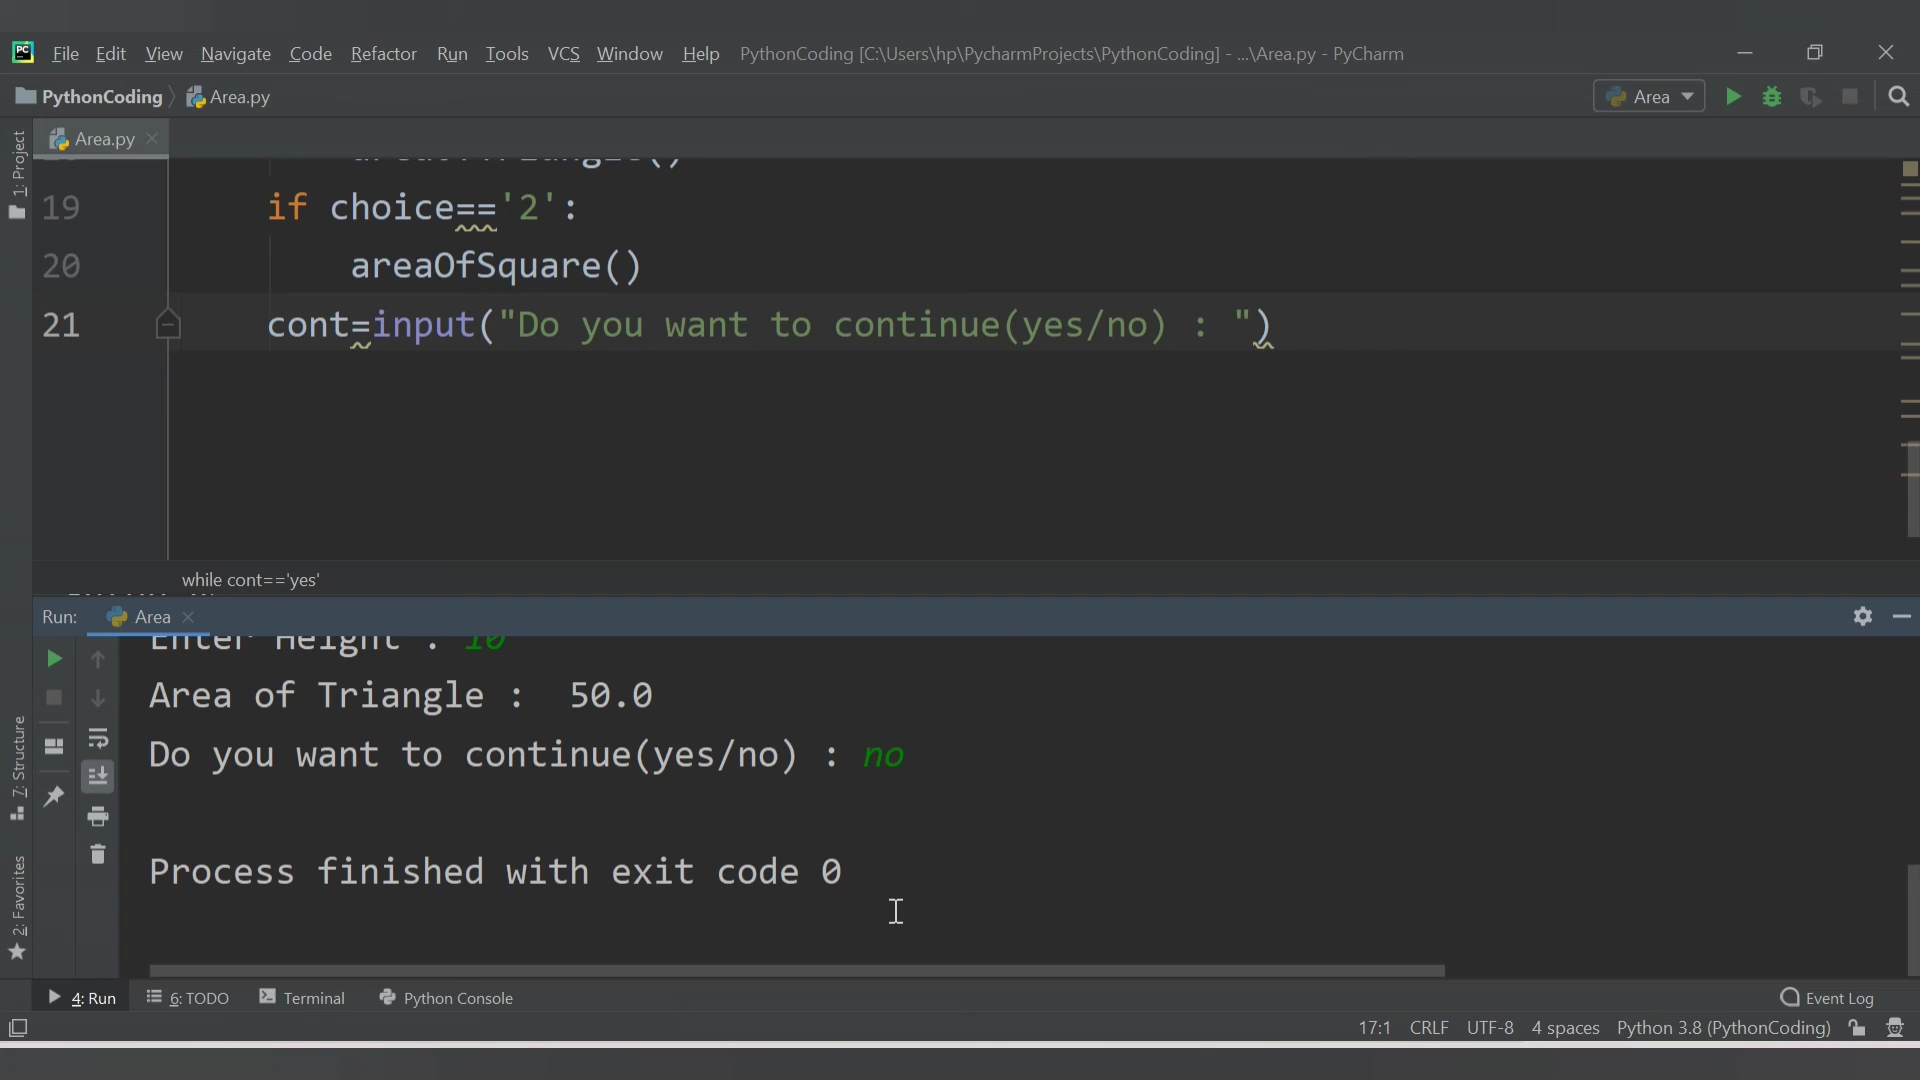 File Edit View Navigate Code Refactor Run Tools VCS Window Help PythonCoding [C:\Users\hp\PycharmProjects\PythonCoding] - ...\Area.py - PyCharm
PythonCoding Area.py Area
Area.py
1: Project
19 if choice=='2':
20 areaOfSquare()
21 cont=input("Do you want to continue(yes/no) : ")
while cont=='yes'
Run: Area
Enter Height : 10
Area of Triangle :  50.0
Do you want to continue(yes/no) : no
7: Structure
Process finished with exit code 0
2: Favorites
4: Run 6: TODO Terminal Python Console Event Log
17:1 CRLF UTF-8 4 spaces Python 3.8 (PythonCoding)